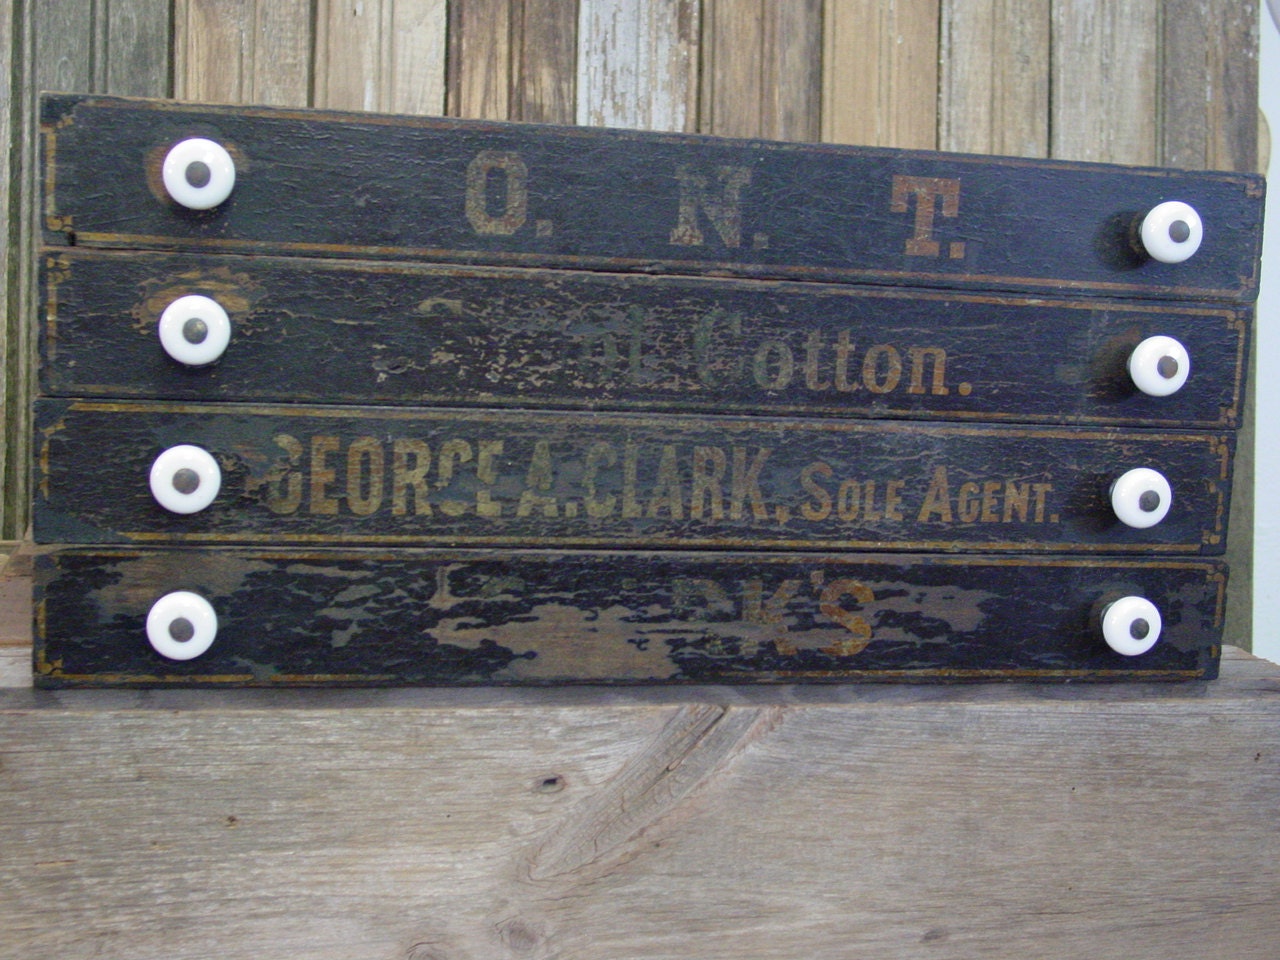 O. N. T.
Cotton.
GEORGE A. CLARK, SOLE AGENT.